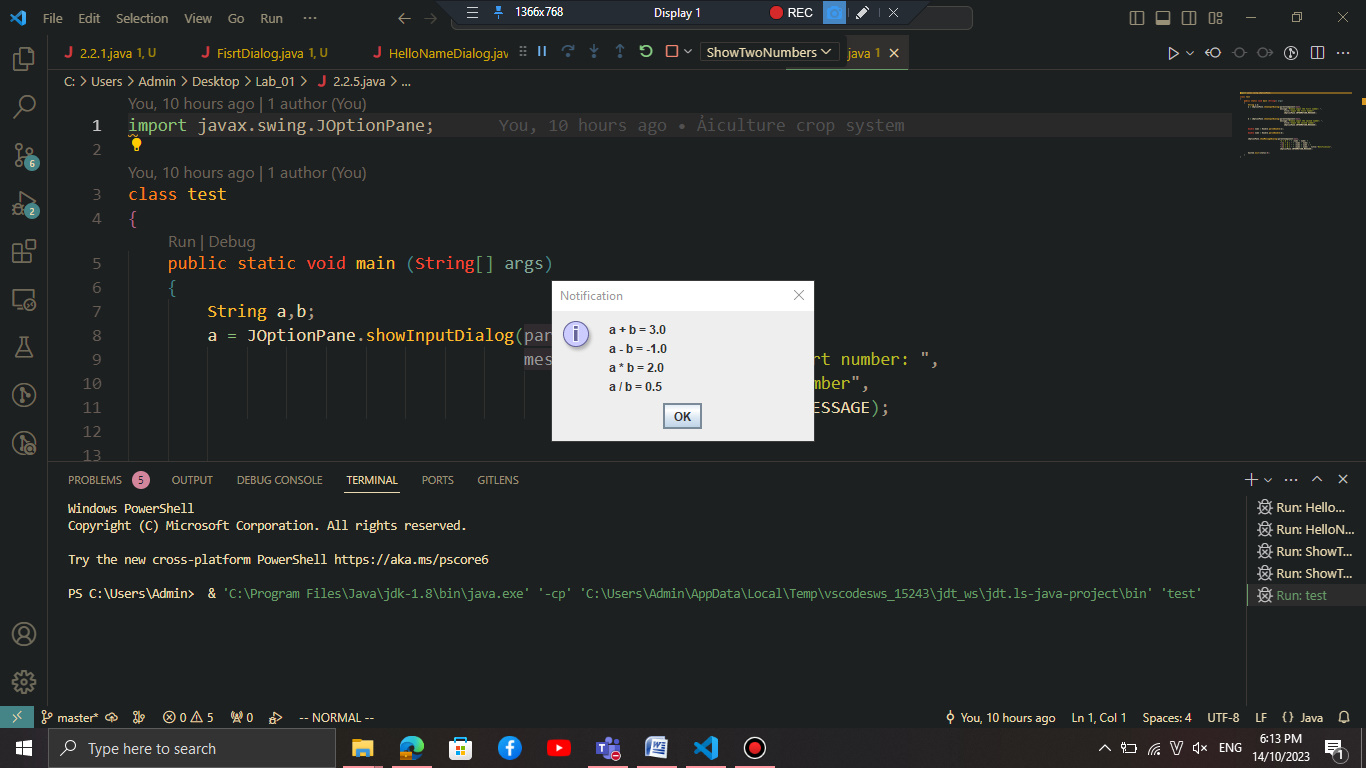 File Edit Selection View Go Run ···
1366x768 Display 1 REC
2.2.1.java 1, U FisrtDialog.java 1, U HelloNameDialog.jav ShowTwoNumbers java 1
C: > Users > Admin > Desktop > Lab_01 > J 2.2.5.java > ...
You, 10 hours ago | 1 author (You)
1 import javax.swing.JOptionPane; You, 10 hours ago • Ảiculture crop system
2
You, 10 hours ago | 1 author (You)
3 class test
4 {
Run | Debug
5 public static void main (String[] args)
6 {
7 String a,b;
8 a = JOptionPane.showInputDialog(par
9 mes rt number: ",
10 mber",
11 ESSAGE);
12
13
Notification
a + b = 3.0
a - b = -1.0
a * b = 2.0
a / b = 0.5
OK
PROBLEMS 5 OUTPUT DEBUG CONSOLE TERMINAL PORTS GITLENS
Windows PowerShell
Copyright (C) Microsoft Corporation. All rights reserved.
Try the new cross-platform PowerShell https://aka.ms/pscore6
PS C:\Users\Admin> & 'C:\Program Files\Java\jdk-1.8\bin\java.exe' '-cp' 'C:\Users\Admin\AppData\Local\Temp\vscodesws_15243\jdt_ws\jdt.ls-java-project\bin' 'test'
Run: Hello...
Run: HelloN...
Run: ShowT...
Run: ShowT...
Run: test
6
2
master* 0 5 0 -- NORMAL -- You, 10 hours ago Ln 1, Col 1 Spaces: 4 UTF-8 LF {} Java
Type here to search
ENG
6:13 PM
14/10/2023
1